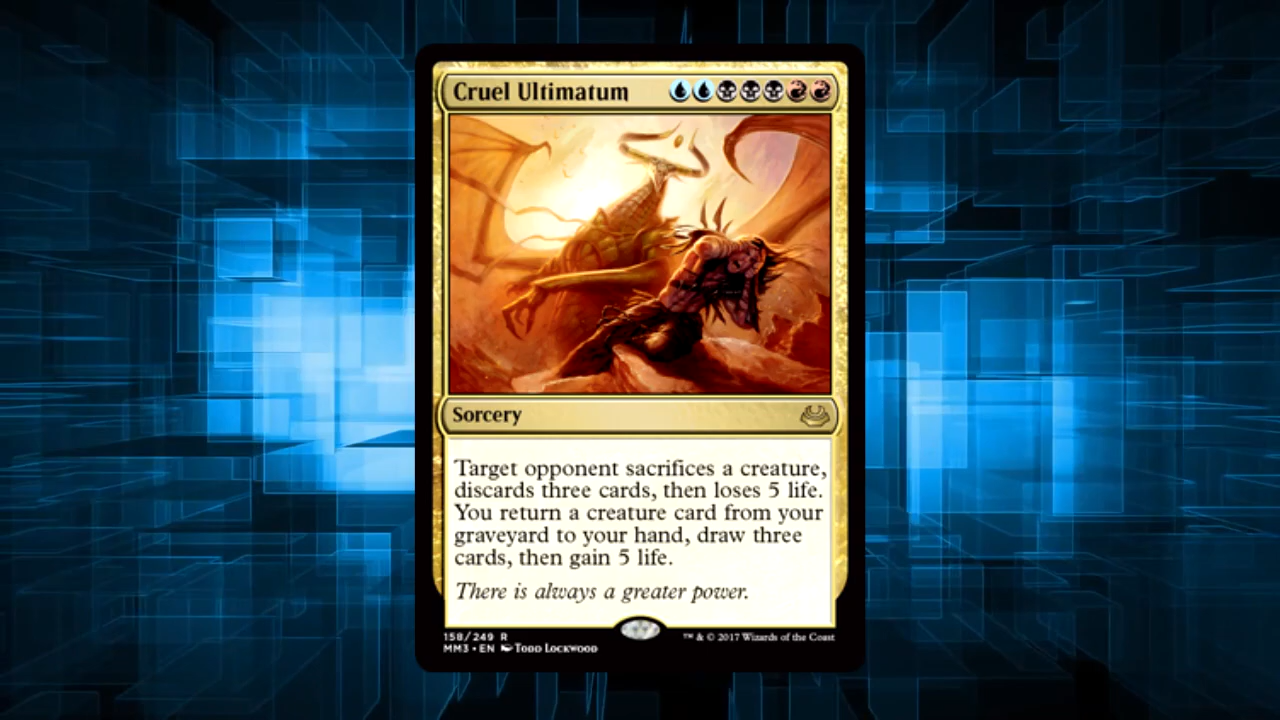 Cruel Ultimatum
Sorcery
Target opponent sacrifices a creature,
discards three cards, then loses 5 life.
You return a creature card from your
graveyard to your hand, draw three
cards, then gain 5 life.
There is always a greater power.
158/249 R
™ & © 2017 Wizards of the Coast
MM3 • EN Todd Lockwood